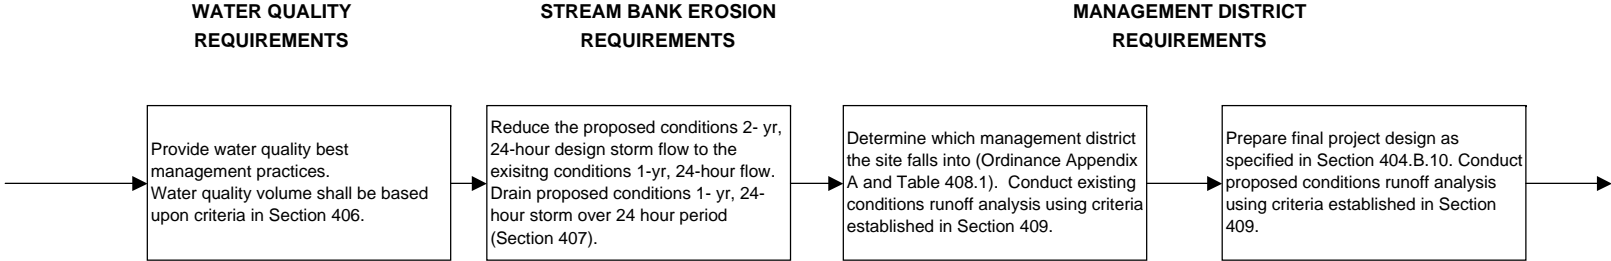 WATER QUALITY
REQUIREMENTS
STREAM BANK EROSION
REQUIREMENTS
MANAGEMENT DISTRICT
REQUIREMENTS
Provide water quality best
management practices.
Water quality volume shall be based
upon criteria in Section 406.
Reduce the proposed conditions 2- yr,
24-hour design storm flow to the
exisitng conditions 1-yr, 24-hour flow.
Drain proposed conditions 1- yr, 24-
hour storm over 24 hour period
(Section 407).
Determine which management district
the site falls into (Ordinance Appendix
A and Table 408.1).  Conduct existing
conditions runoff analysis using criteria
established in Section 409.
Prepare final project design as
specified in Section 404.B.10. Conduct
proposed conditions runoff analysis
using criteria established in Section
409.